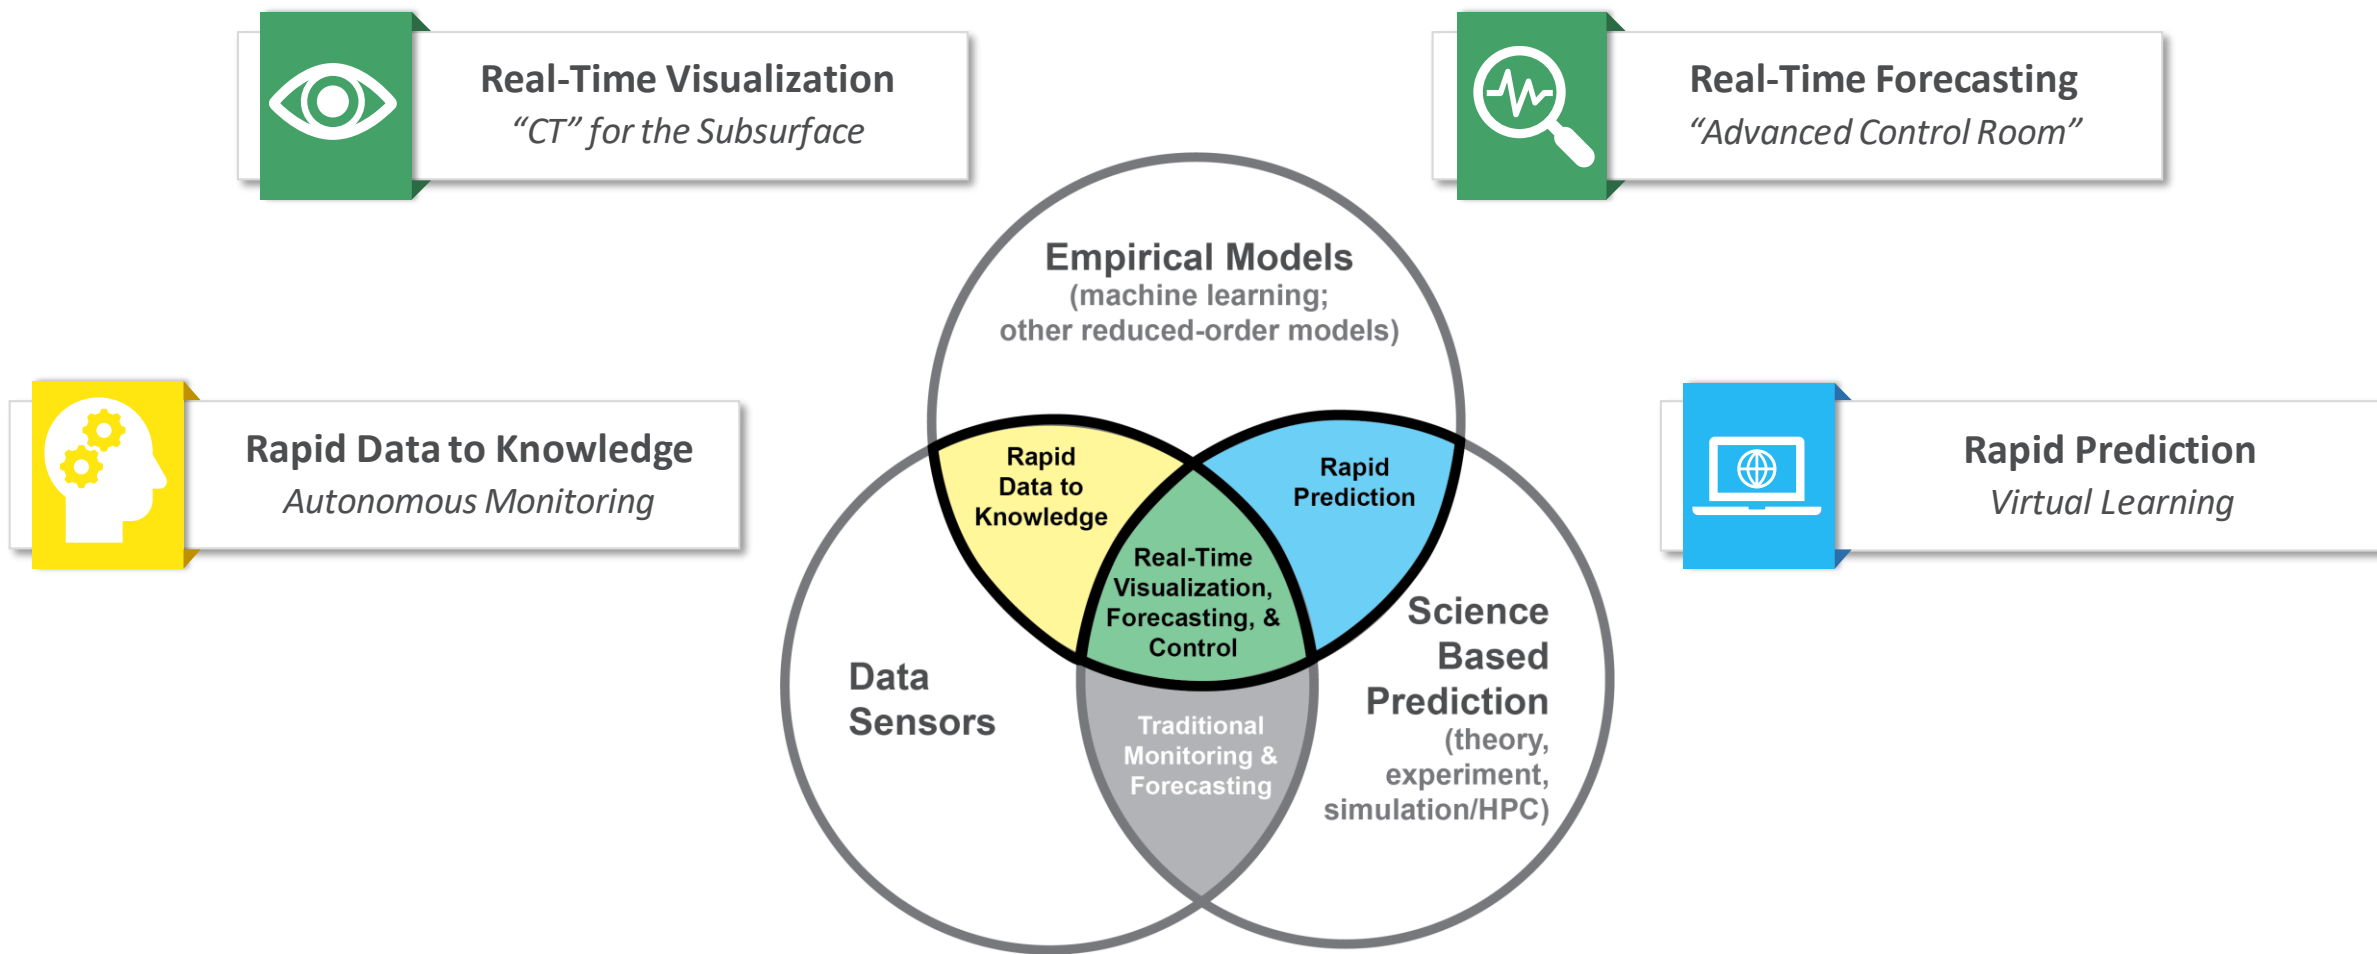 Real-Time Visualization
“CT” for the Subsurface
Real-Time Forecasting
“Advanced Control Room”
Empirical Models
(machine learning;
other reduced-order models)
Rapid Data to Knowledge
Autonomous Monitoring
Rapid Prediction
Virtual Learning
Rapid
Data to
Knowledge
Rapid
Prediction
Real-Time
Visualization,
Forecasting, &
Control
Data
Sensors
Science
Based
Prediction
(theory,
experiment,
simulation/HPC)
Traditional
Monitoring &
Forecasting